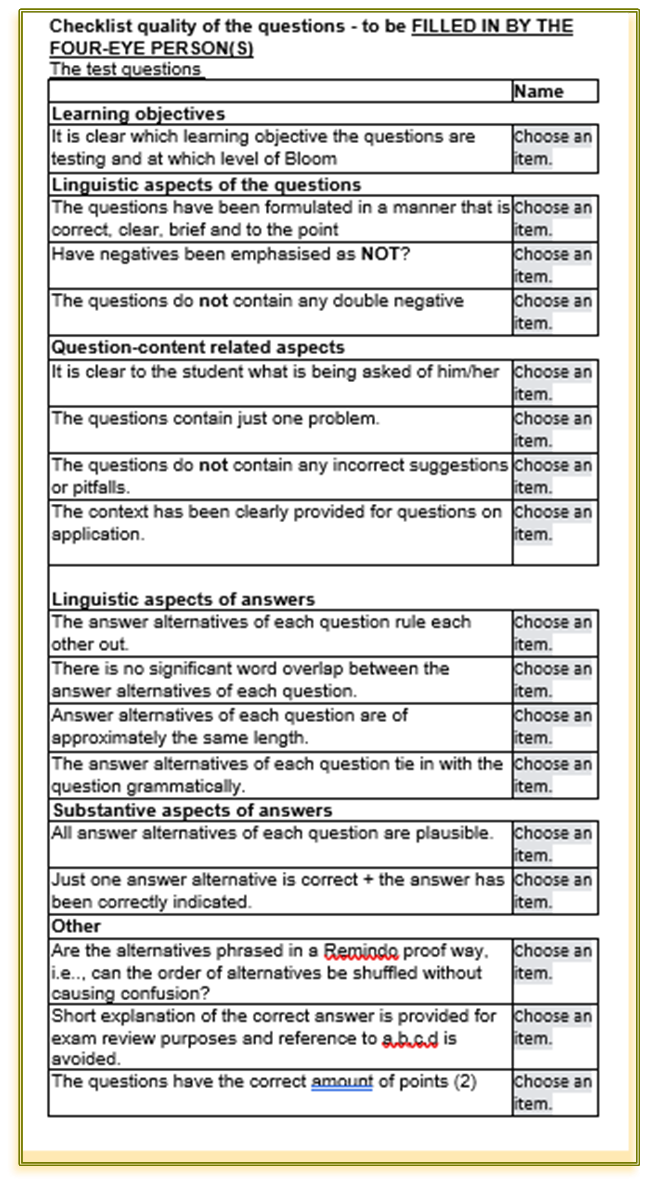 Checklist quality of the questions - to be FILLED IN BY THE
FOUR-EYE PERSON(S)
The test questions
Name
Learning objectives
It is clear which learning objective the questions are
testing and at which level of Bloom
Choose an
item.
Linguistic aspects of the questions
The questions have been formulated in a manner that is
correct, clear, brief and to the point
Choose an
item.
Have negatives been emphasised as NOT?
Choose an
item.
The questions do not contain any double negative
Choose an
item.
Question-content related aspects
It is clear to the student what is being asked of him/her
Choose an
item.
The questions contain just one problem.
Choose an
item.
The questions do not contain any incorrect suggestions
or pitfalls.
Choose an
item.
The context has been clearly provided for questions on
application.
Choose an
item.
Linguistic aspects of answers
The answer alternatives of each question rule each
other out.
Choose an
item.
There is no significant word overlap between the
answer alternatives of each question.
Choose an
item.
Answer alternatives of each question are of
approximately the same length.
Choose an
item.
The answer alternatives of each question tie in with the
question grammatically.
Choose an
item.
Substantive aspects of answers
All answer alternatives of each question are plausible.
Choose an
item.
Just one answer alternative is correct + the answer has
been correctly indicated.
Choose an
item.
Other
Are the alternatives phrased in a Remindo proof way,
i.e.., can the order of alternatives be shuffled without
causing confusion?
Choose an
item.
Short explanation of the correct answer is provided for
exam review purposes and reference to a,b,c,d is
avoided.
Choose an
item.
The questions have the correct amount of points (2)
Choose an
item.